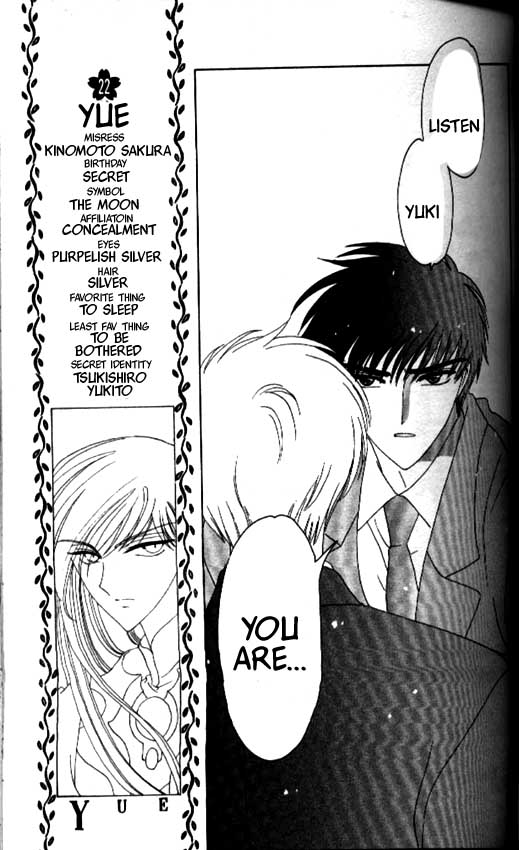 22
YUE
MISRESS
KINOMOTO SAKURA
BIRTHDAY
SECRET
SYMBOL
THE MOON
AFFILIATOIN
CONCEALMENT
EYES
PURPELISH SILVER
HAIR
SILVER
FAVORITE THING
TO SLEEP
LEAST FAV THING
TO BE
BOTHERED
SECRET IDENTITY
TSUKISHIRO
YUKITO
YUE
LISTEN
YUKI
YOU
ARE...